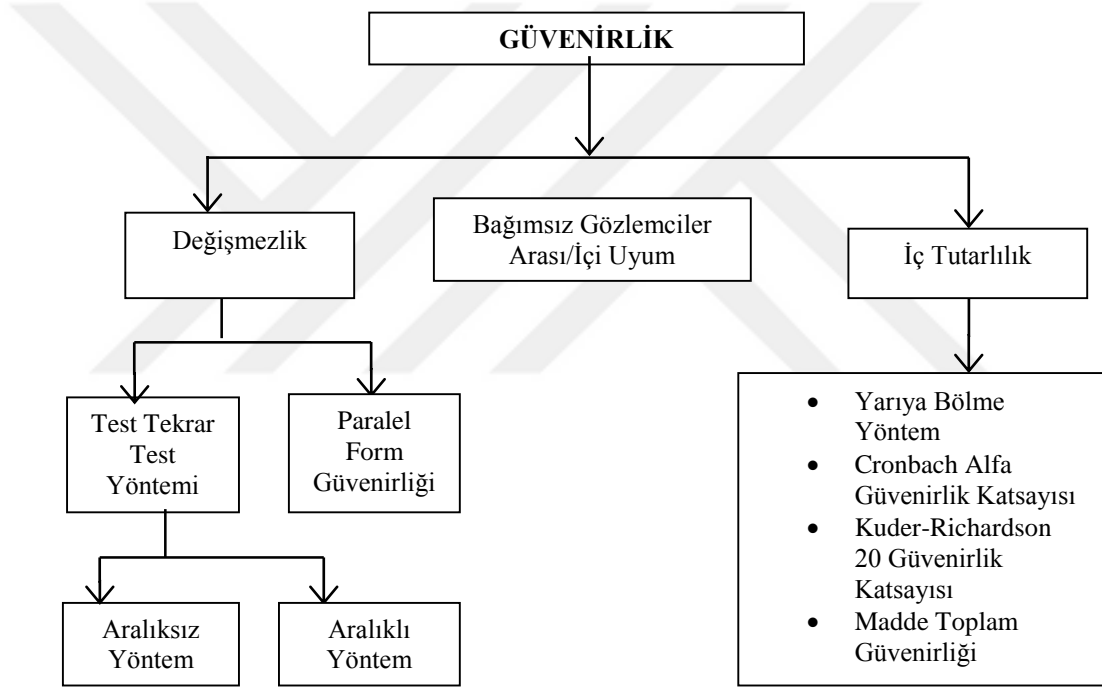 GÜVENİRLİK
Değişmezlik
Bağımsız Gözlemciler
Arası/İçi Uyum
İç Tutarlılık
Test Tekrar
Test
Yöntemi
Paralel
Form
Güvenirliği
Aralıksız
Yöntem
Aralıklı
Yöntem
• Yarıya Bölme
Yöntem
• Cronbach Alfa
Güvenirlik Katsayısı
• Kuder-Richardson
20 Güvenirlik
Katsayısı
• Madde Toplam
Güvenirliği